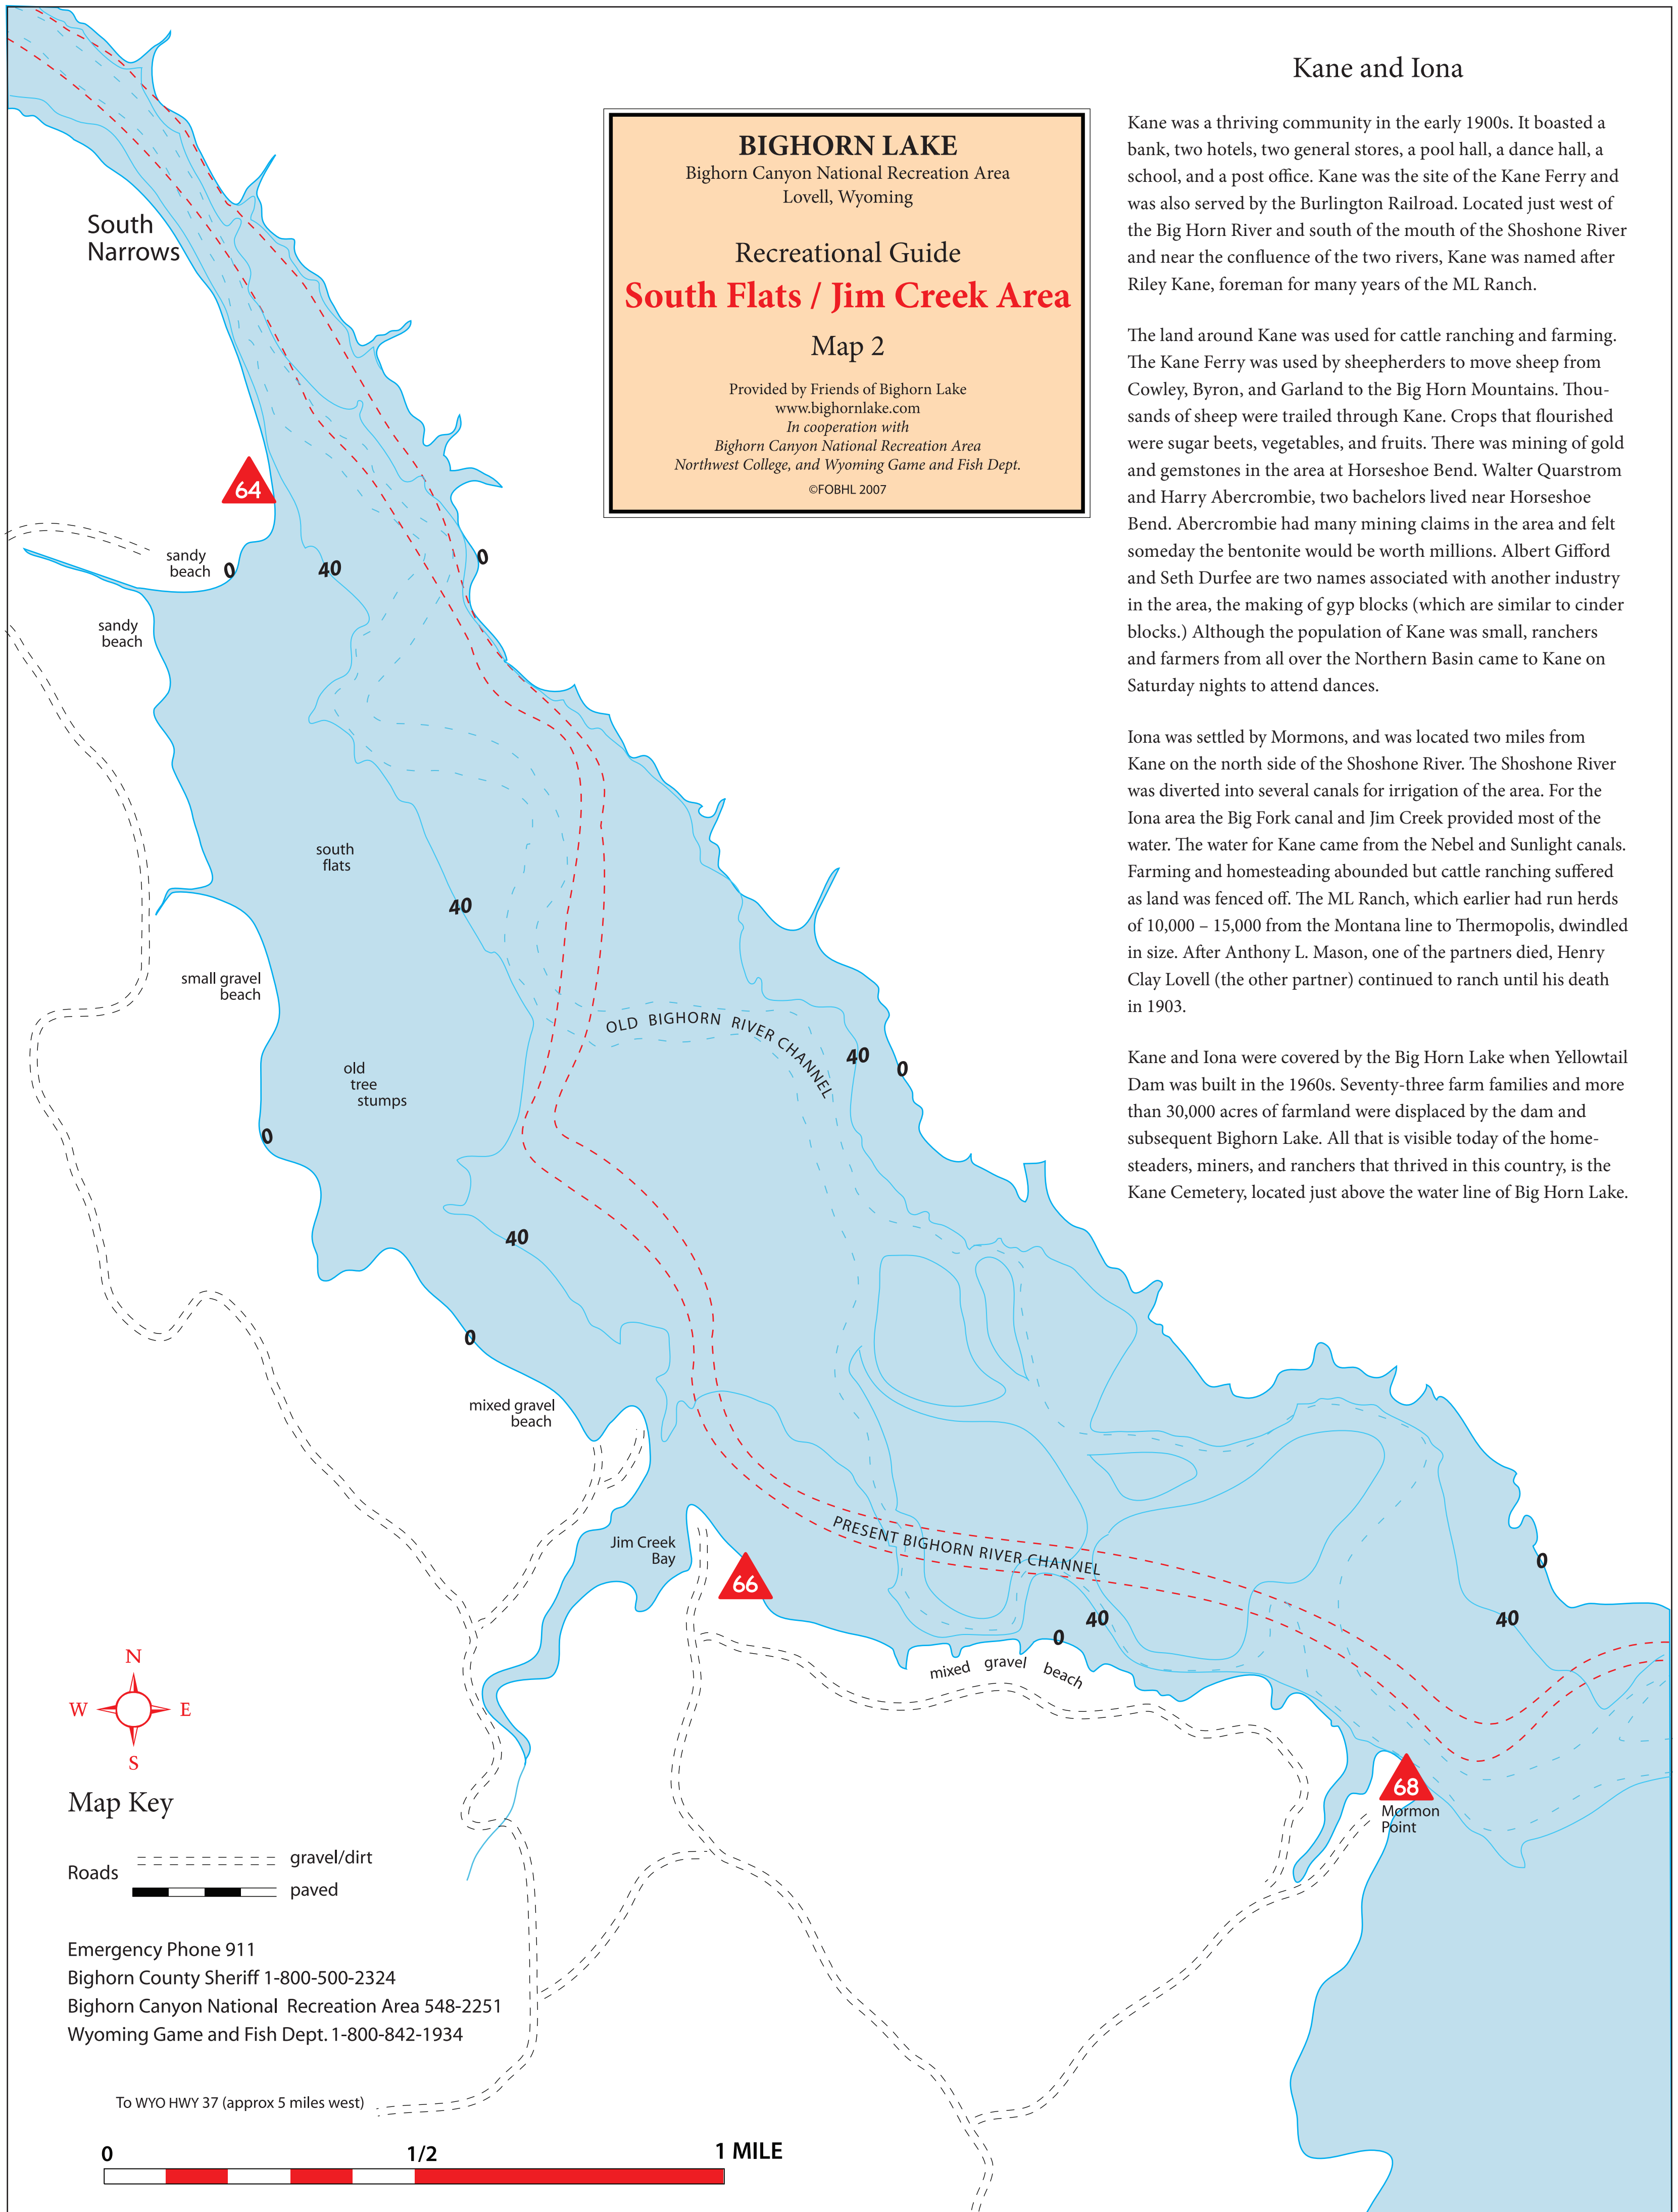 Kane and Iona
Kane was a thriving community in the early 1900s. It boasted a
bank, two hotels, two general stores, a pool hall, a dance hall, a
school, and a post office. Kane was the site of the Kane Ferry and
was also served by the Burlington Railroad. Located just west of
the Big Horn River and south of the mouth of the Shoshone River
and near the confluence of the two rivers, Kane was named after
Riley Kane, foreman for many years of the ML Ranch.
The land around Kane was used for cattle ranching and farming.
The Kane Ferry was used by sheepherders to move sheep from
Cowley, Byron, and Garland to the Big Horn Mountains. Thou-
sands of sheep were trailed through Kane. Crops that flourished
were sugar beets, vegetables, and fruits. There was mining of gold
and gemstones in the area at Horseshoe Bend. Walter Quarstrom
and Harry Abercrombie, two bachelors lived near Horseshoe
Bend. Abercrombie had many mining claims in the area and felt
someday the bentonite would be worth millions. Albert Gifford
and Seth Durfee are two names associated with another industry
in the area, the making of gyp blocks (which are similar to cinder
blocks.) Although the population of Kane was small, ranchers
and farmers from all over the Northern Basin came to Kane on
Saturday nights to attend dances.
Iona was settled by Mormons, and was located two miles from
Kane on the north side of the Shoshone River. The Shoshone River
was diverted into several canals for irrigation of the area. For the
Iona area the Big Fork canal and Jim Creek provided most of the
water. The water for Kane came from the Nebel and Sunlight canals.
Farming and homesteading abounded but cattle ranching suffered
as land was fenced off. The ML Ranch, which earlier had run herds
of 10,000 – 15,000 from the Montana line to Thermopolis, dwindled
in size. After Anthony L. Mason, one of the partners died, Henry
Clay Lovell (the other partner) continued to ranch until his death
in 1903.
Kane and Iona were covered by the Big Horn Lake when Yellowtail
Dam was built in the 1960s. Seventy-three farm families and more
than 30,000 acres of farmland were displaced by the dam and
subsequent Bighorn Lake. All that is visible today of the home-
steaders, miners, and ranchers that thrived in this country, is the
Kane Cemetery, located just above the water line of Big Horn Lake.
BIGHORN LAKE
Bighorn Canyon National Recreation Area
Lovell, Wyoming
Recreational Guide
South Flats / Jim Creek Area
Map 2
Provided by Friends of Bighorn Lake
www.bighornlake.com
In cooperation with
Bighorn Canyon National Recreation Area
Northwest College, and Wyoming Game and Fish Dept.
©FOBHL 2007
South
Narrows
64
sandy
beach
0
40
0
sandy
beach
south
flats
40
small gravel
beach
OLD BIGHORN RIVER CHANNEL
40
0
old
tree
stumps
0
40
0
mixed gravel
beach
Jim Creek
Bay
66
PRESENT BIGHORN RIVER CHANNEL
0
40
40
0
mixed gravel beach
68
Mormon
Point
N
W
E
S
Map Key
Roads
gravel/dirt
paved
Emergency Phone 911
Bighorn County Sheriff 1-800-500-2324
Bighorn Canyon National Recreation Area 548-2251
Wyoming Game and Fish Dept. 1-800-842-1934
To WYO HWY 37 (approx 5 miles west)
0
1/2
1 MILE